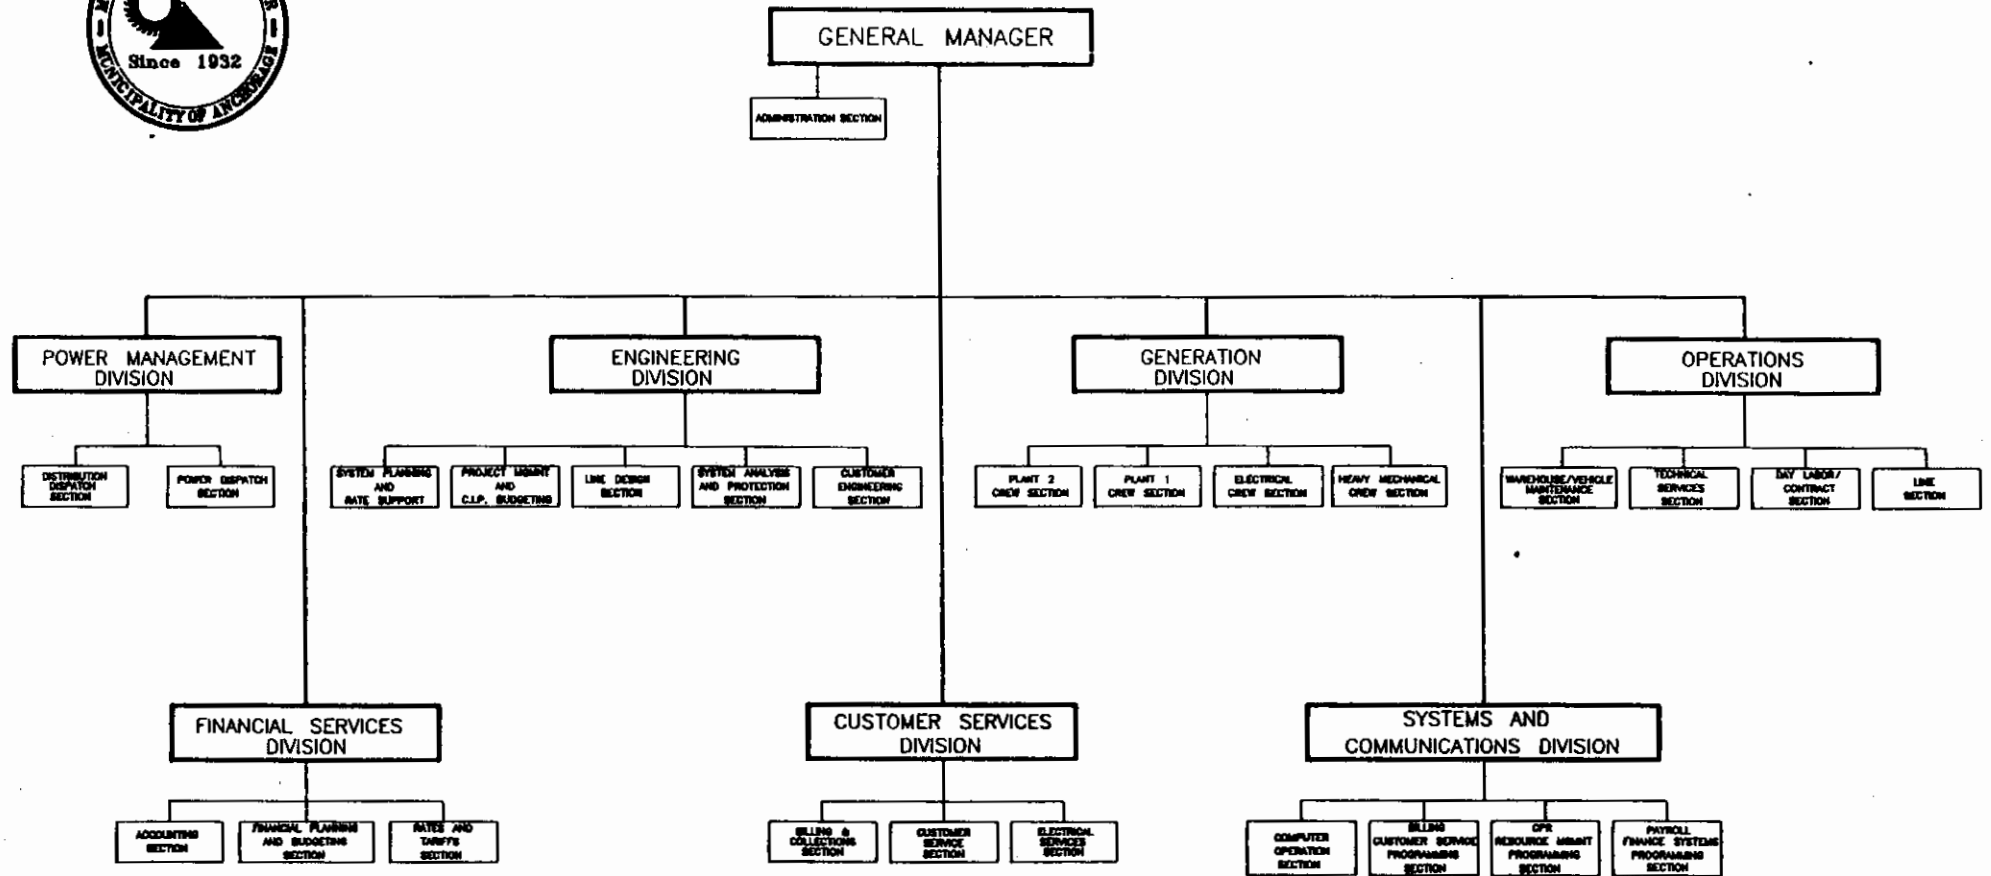 Since 1932
MUNICIPALITY OF ANCHORAGE
GENERAL MANAGER
ADMINISTRATION SECTION
POWER MANAGEMENT
DIVISION
ENGINEERING
DIVISION
GENERATION
DIVISION
OPERATIONS
DIVISION
DISTRIBUTION
DISPATCH
SECTION
POWER DISPATCH
SECTION
SYSTEM PLANNING
AND
RATE SUPPORT
PROJECT MGMNT
AND
C.I.P. BUDGETING
LINE DESIGN
SECTION
SYSTEM ANALYSIS
AND PROTECTION
SECTION
CUSTOMER
ENGINEERING
SECTION
PLANT 2
CREW SECTION
PLANT 1
CREW SECTION
ELECTRICAL
CREW SECTION
HEAVY MECHANICAL
CREW SECTION
WAREHOUSE/VEHICLE
MAINTENANCE
SECTION
TECHNICAL
SERVICES
SECTION
DAY LABOR/
CONTRACT
SECTION
LINE
SECTION
FINANCIAL SERVICES
DIVISION
CUSTOMER SERVICES
DIVISION
SYSTEMS AND
COMMUNICATIONS DIVISION
ACCOUNTING
SECTION
FINANCIAL PLANNING
AND BUDGETING
SECTION
RATES AND
TARIFFS
SECTION
BILLING &
COLLECTIONS
SECTION
CUSTOMER
SERVICE
SECTION
ELECTRICAL
SERVICES
SECTION
COMPUTER
OPERATION
SECTION
BILLING
CUSTOMER SERVICE
PROGRAMMING
SECTION
CPR
RESOURCE MGMNT
PROGRAMMING
SECTION
PAYROLL
FINANCE SYSTEMS
PROGRAMMING
SECTION